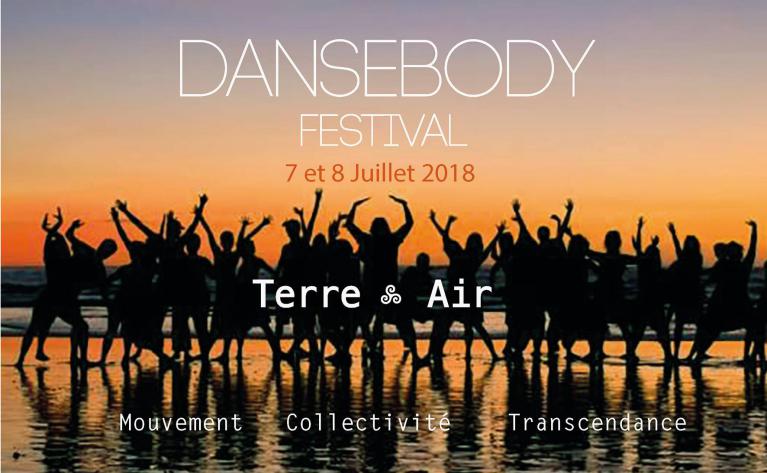 DANSEBODY
FESTIVAL
7 et 8 Juillet 2018
Terre & Air
Mouvement Collectivité Transcendance